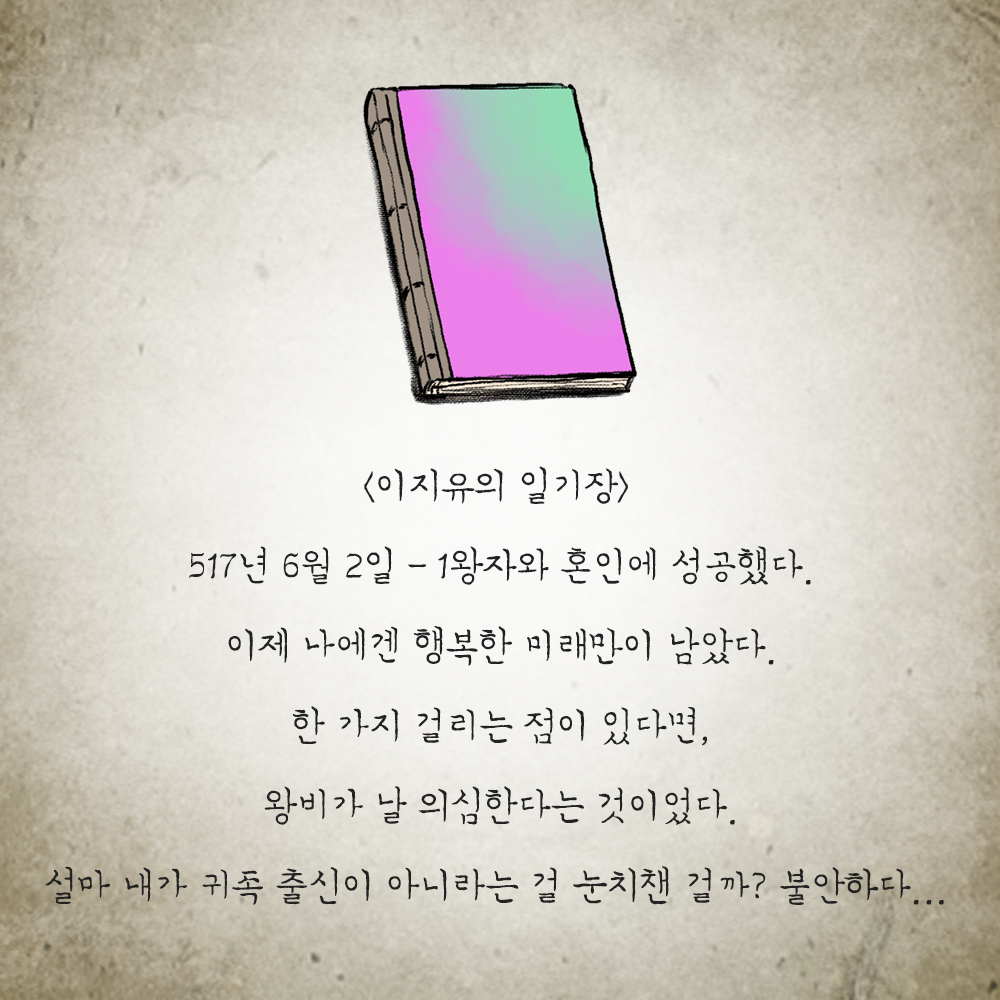 <이지유의 일기장>
517년 6월 2일 - 1왕자와 혼인에 성공했다.
이제 나에겐 행복한 미래만이 남았다.
한 가지 걸리는 점이 있다면,
왕비가 날 의심한다는 것이었다.
설마 내가 귀족 출신이 아니라는 걸 눈치챈 걸까? 불안하다...